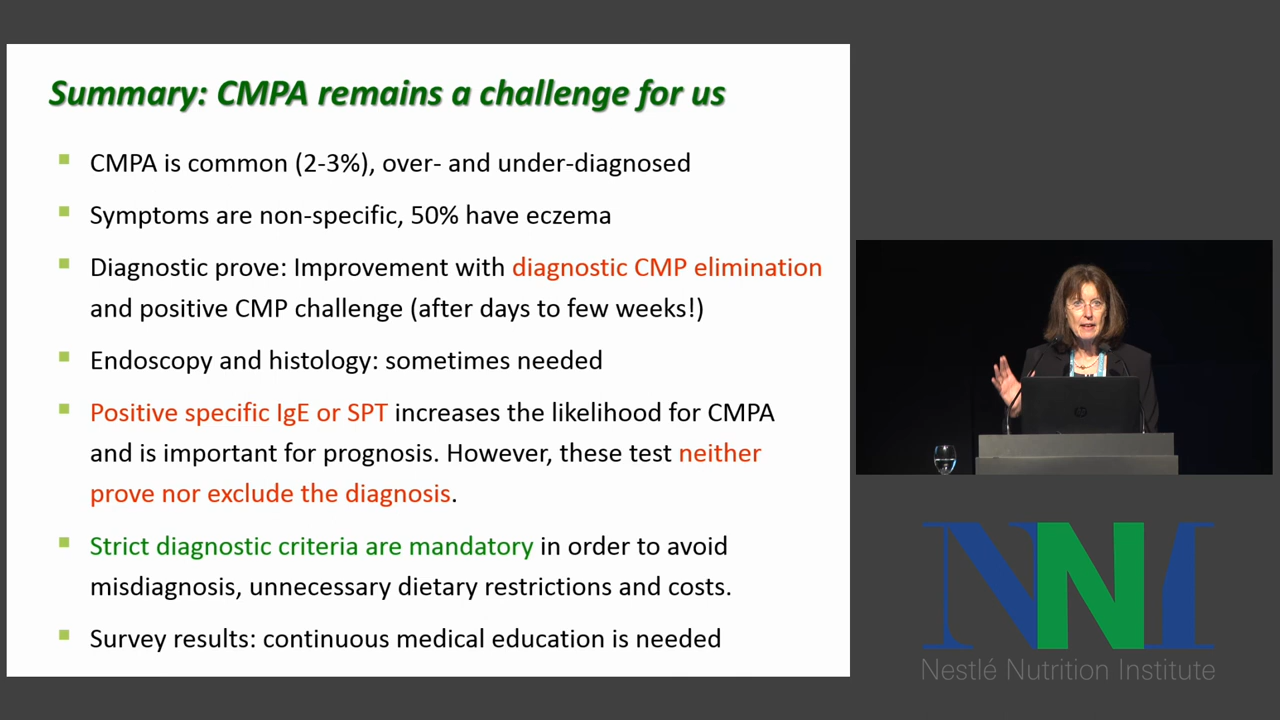 Summary: CMPA remains a challenge for us
CMPA is common (2-3%), over- and under-diagnosed
Symptoms are non-specific, 50% have eczema
Diagnostic prove: Improvement with diagnostic CMP elimination
and positive CMP challenge (after days to few weeks!)
Endoscopy and histology: sometimes needed
Positive specific IgE or SPT increases the likelihood for CMPA
and is important for prognosis. However, these test neither
prove nor exclude the diagnosis.
Strict diagnostic criteria are mandatory in order to avoid
misdiagnosis, unnecessary dietary restrictions and costs.
Survey results: continuous medical education is needed
NNI
Nestlé Nutrition Institute